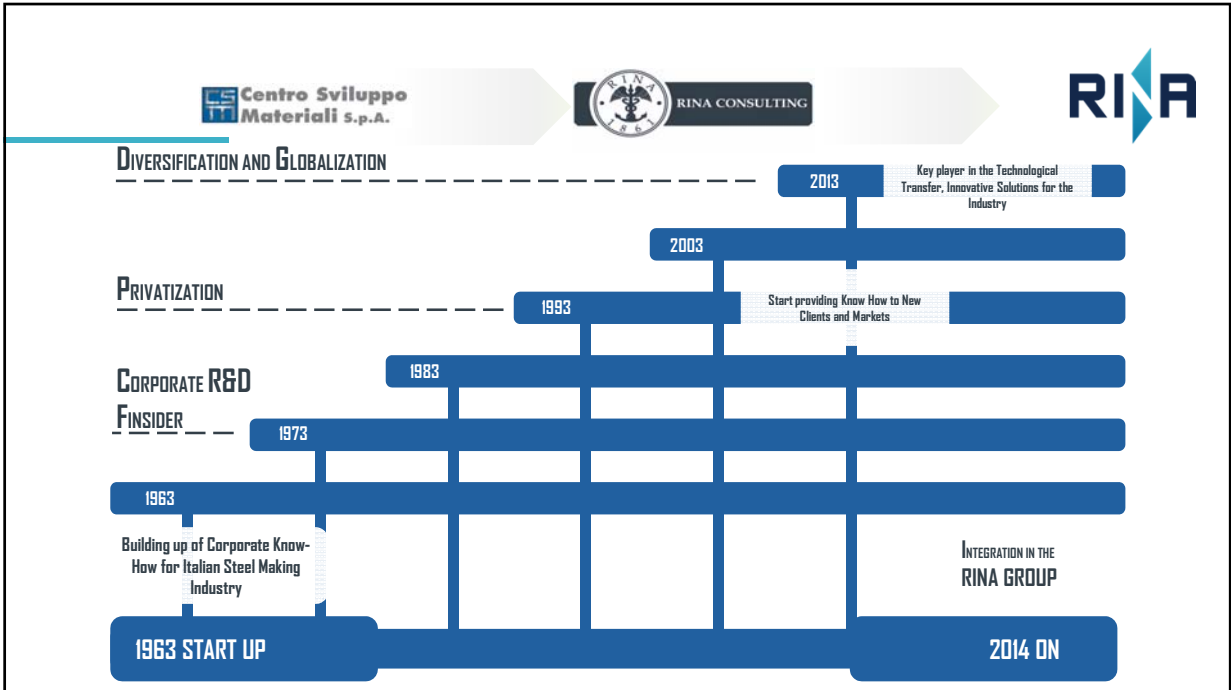 CSM Centro Sviluppo
Materiali S.p.A.
RINA
1861
RINA CONSULTING
RINA
DIVERSIFICATION AND GLOBALIZATION
2013
Key player in the Technological
Transfer, Innovative Solutions for the
Industry
2003
PRIVATIZATION
1993
Start providing Know How to New
Clients and Markets
1983
CORPORATE R&D
FINSIDER
1973
1963
Building up of Corporate Know-
How for Italian Steel Making
Industry
INTEGRATION IN THE
RINA GROUP
1963 START UP
2014 ON